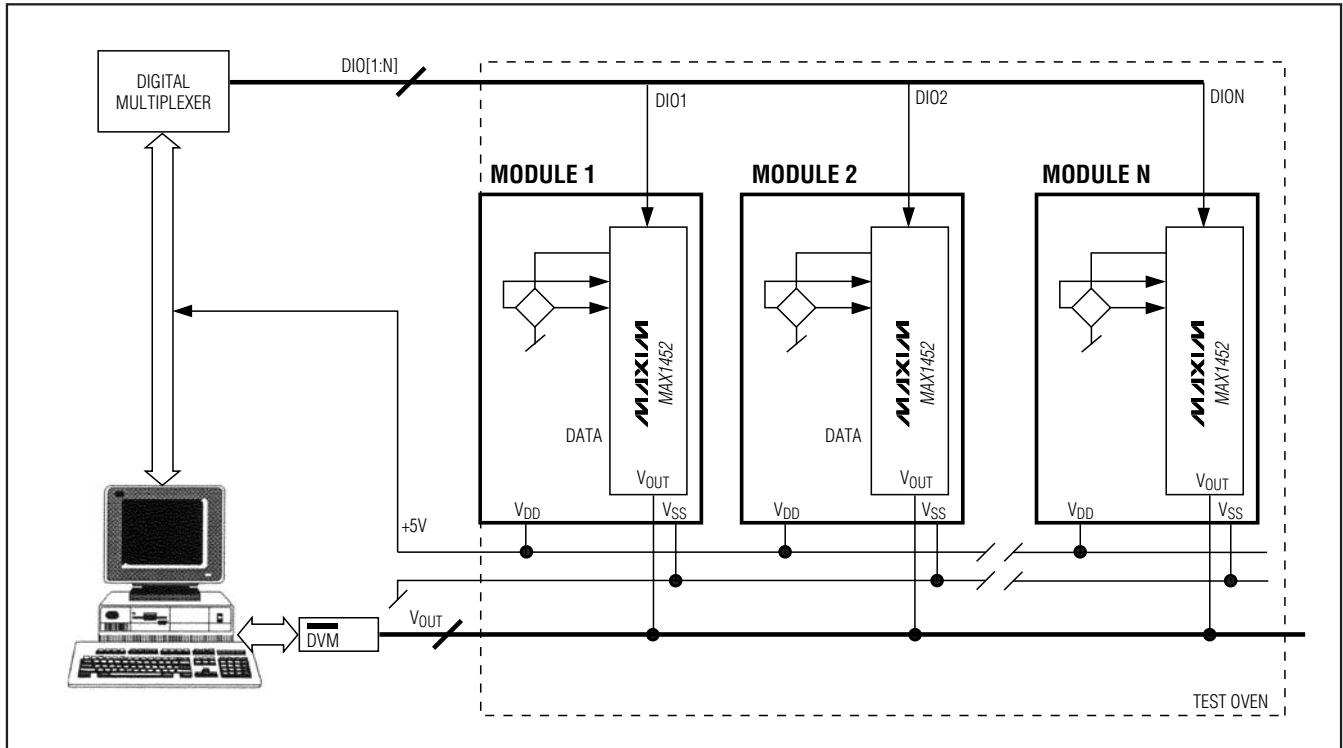 DIGITAL
MULTIPLEXER
DIO[1:N]
DIO1
DIO2
DION
MODULE 1
MODULE 2
MODULE N
MAXIM
MAX1452
MAXIM
MAX1452
MAXIM
MAX1452
DATA
DATA
VOUT
VOUT
VOUT
VDD
VSS
VDD
VSS
VDD
VSS
+5V
VOUT
DVM
TEST OVEN